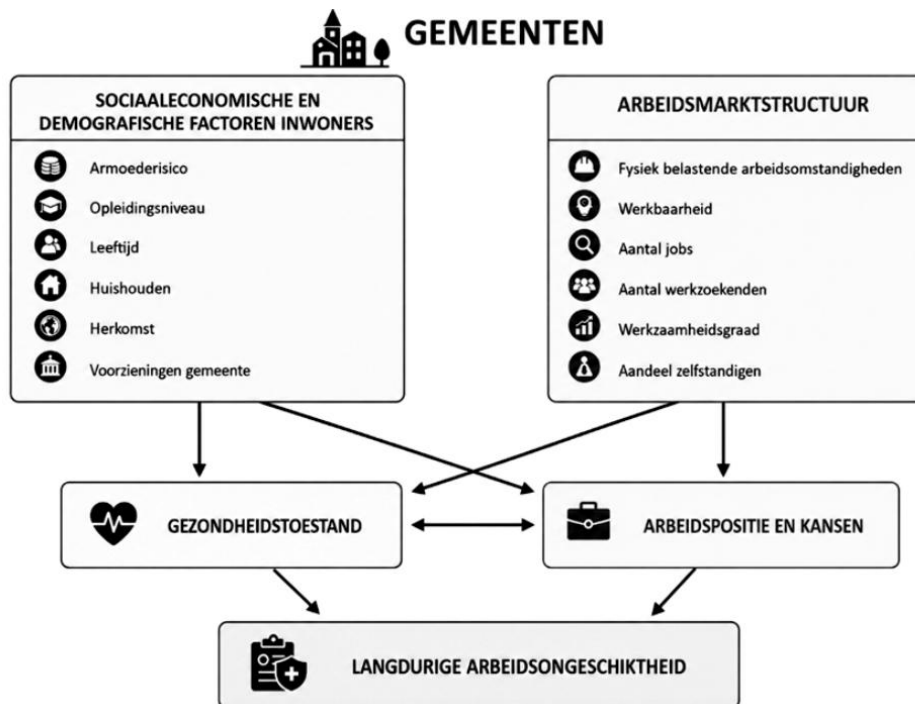 GEMEENTEN
SOCIAALECONOMISCHE EN
DEMOGRAFISCHE FACTOREN INWONERS
Armoederisico
Opleidingsniveau
Leeftijd
Huishouden
Herkomst
Voorzieningen gemeente
ARBEIDSMARKTSTRUCTUUR
Fysiek belastende arbeidsomstandigheden
Werkbaarheid
Aantal jobs
Aantal werkzoekenden
Werkzaamheidsgraad
Aandeel zelfstandigen
GEZONDHEIDSTOESTAND
ARBEIDSPOSITIE EN KANSEN
LANGDURIGE ARBEIDSONGESCHIKTHEID